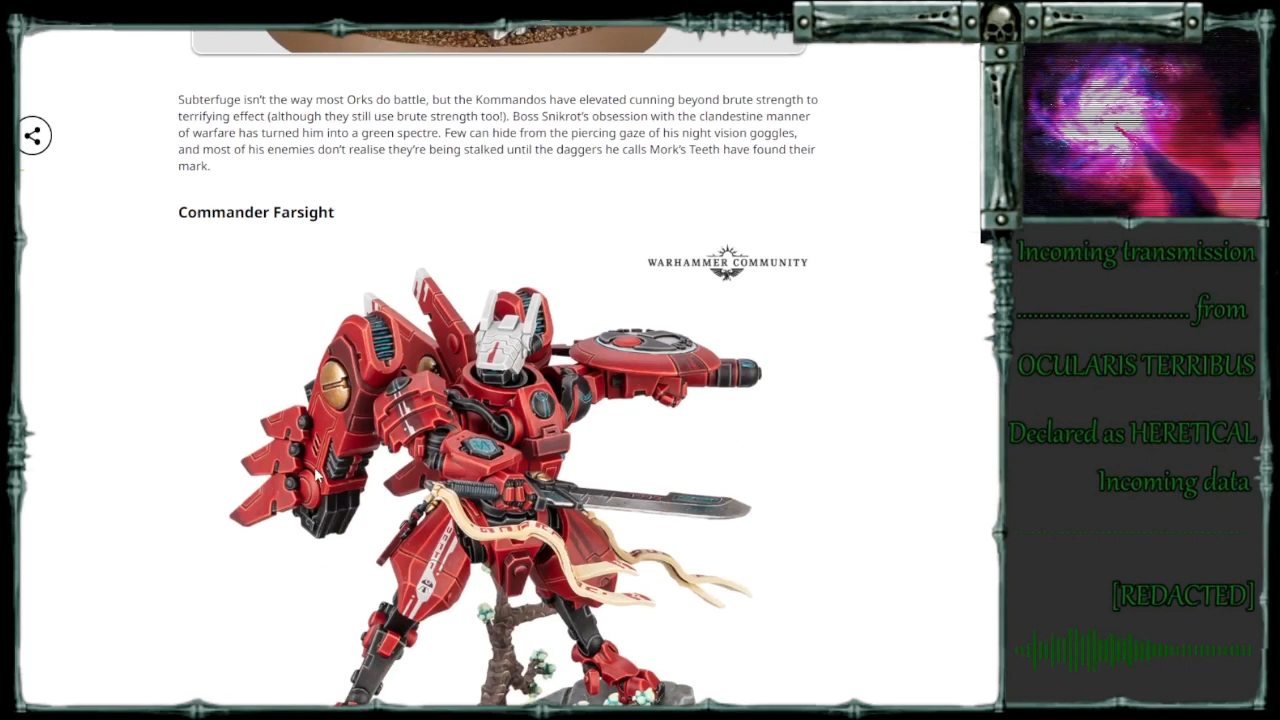 Subterfuge isn't the way most Orks do battle, but the Kommandos have elevated cunning beyond brute strength to
terrifying effect (although they still use brute strength too!). Boss Snikrot's obsession with the clandestine manner
of warfare has turned him into a green spectre. Few can hide from the piercing gaze of his night vision goggles,
and most of his enemies don't realise they're being stalked until the daggers he calls Mork's Teeth have found their
mark.
Commander Farsight
WARHAMMER COMMUNITY
Incoming transmission
................................. from
OCULARIS TERRIBUS
Declared as HERETICAL
Incoming data
[REDACTED]